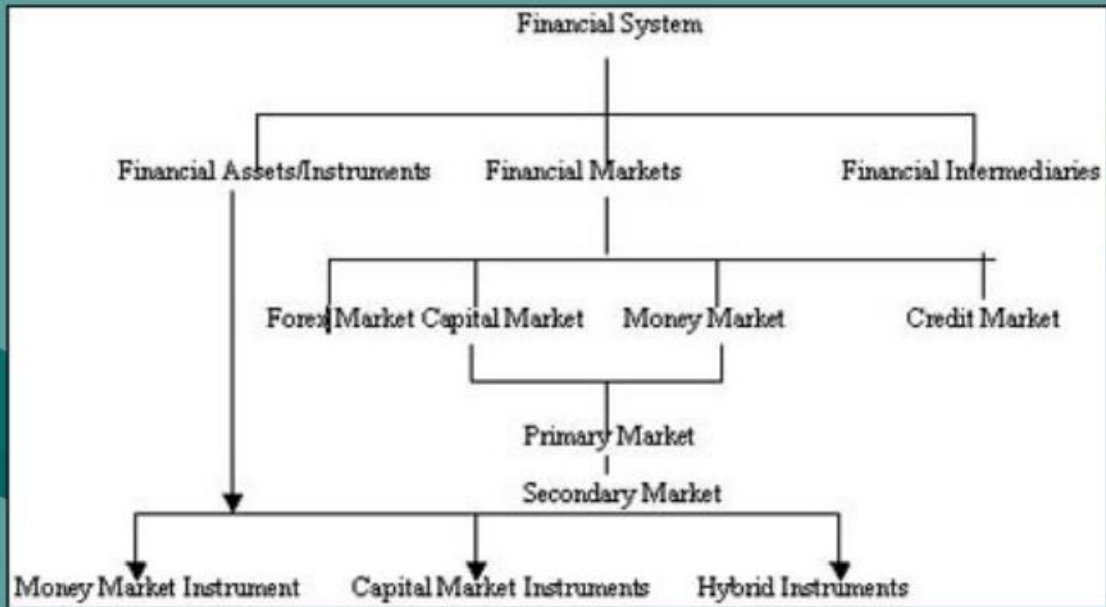 Financial System
Financial Assets/Instruments Financial Markets Financial Intermediaries
Forex Market Capital Market Money Market Credit Market
Primary Market
Secondary Market
Money Market Instrument Capital Market Instruments Hybrid Instruments